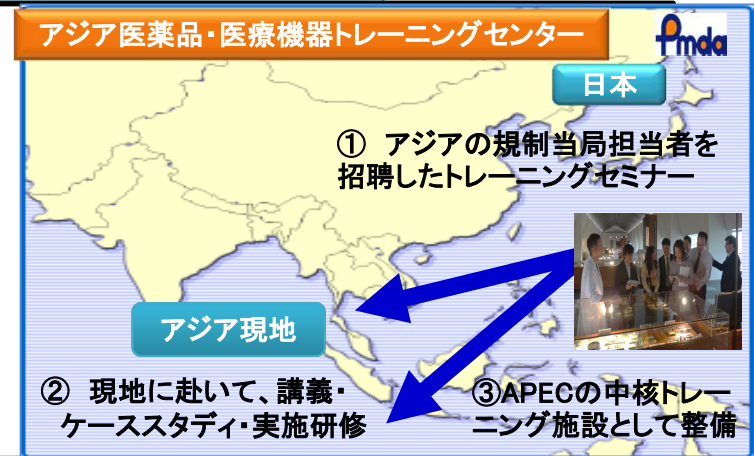 アジア医薬品・医療機器トレーニングセンター
Pmda
日本
① アジアの規制当局担当者を
招聘したトレーニングセミナー
アジア現地
② 現地に赴いて、講義・
ケーススタディ・実施研修
③APECの中核トレー
ニング施設として整備